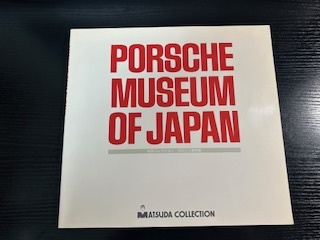 PORSCHE
MUSEUM
OF JAPAN
MATSUDA COLLECTION